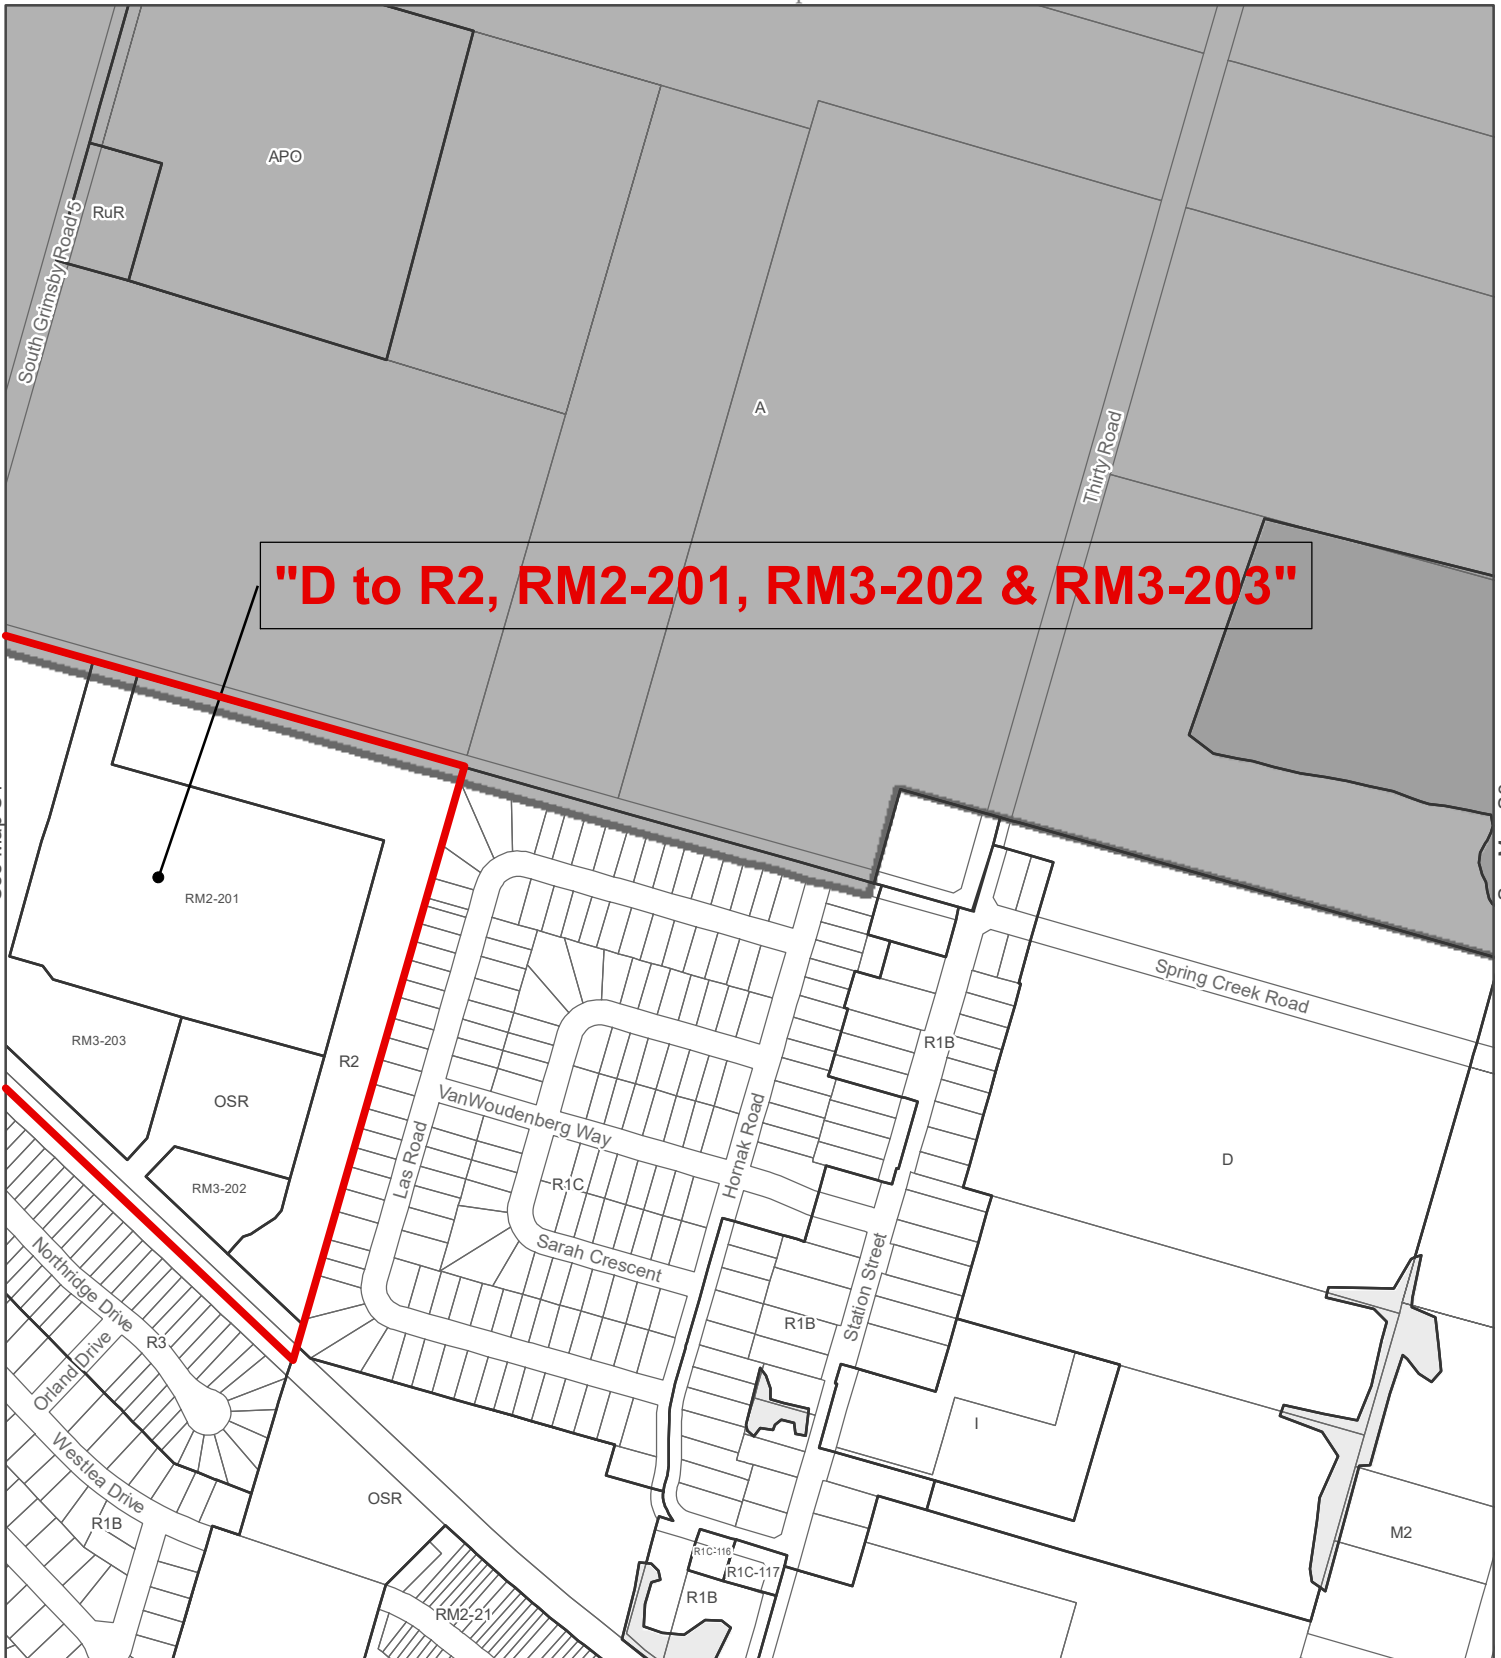 APO
RuR
South Grimsby Road 5
A
Thirty Road
"D to R2, RM2-201, RM3-202 & RM3-203"
RM2-201
Spring Creek Road
RM3-203
R2
R1B
OSR
VanWoudenberg Way
Hornak Road
Las Road
D
RM3-202
R1C
Sarah Crescent
Northridge Drive
Station Street
R3
R1B
Orland Drive
I
Westlea Drive
OSR
R1B
M2
R1C-116
R1C-117
R1B
RM2-21